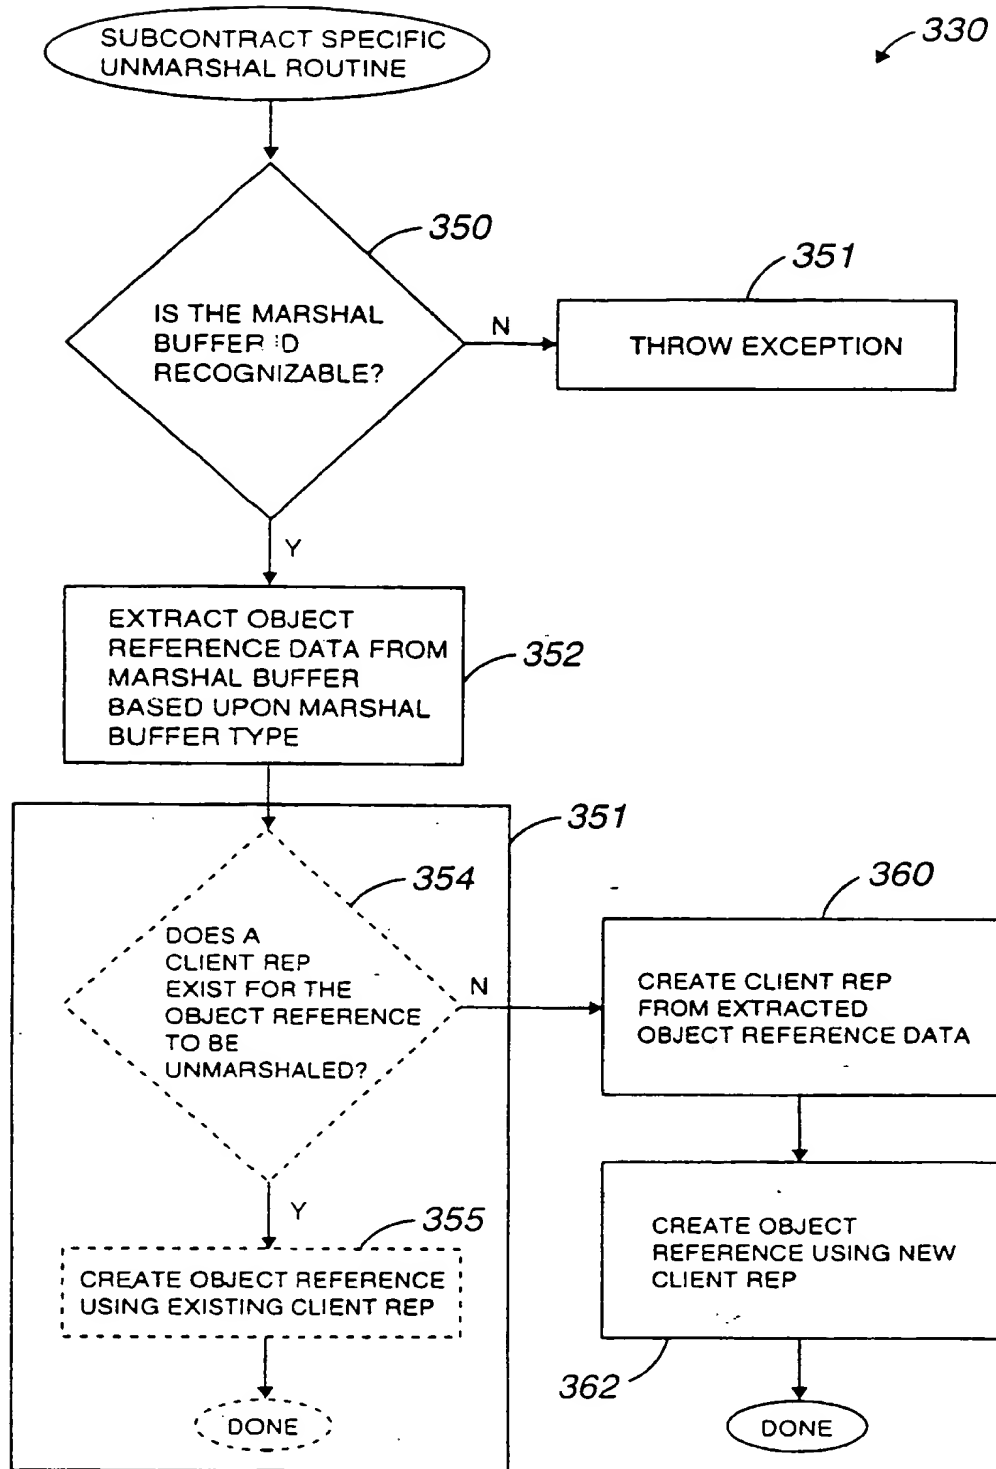 SUBCONTRACT SPECIFIC
UNMARSHAL ROUTINE
330
350
IS THE MARSHAL
BUFFER ID
RECOGNIZABLE?
N
351
THROW EXCEPTION
Y
EXTRACT OBJECT
REFERENCE DATA FROM
MARSHAL BUFFER
BASED UPON MARSHAL
BUFFER TYPE
352
351
354
DOES A
CLIENT REP
EXIST FOR THE
OBJECT REFERENCE
TO BE
UNMARSHALED?
N
360
CREATE CLIENT REP
FROM EXTRACTED
OBJECT REFERENCE DATA
Y
355
CREATE OBJECT REFERENCE
USING EXISTING CLIENT REP
CREATE OBJECT
REFERENCE USING NEW
CLIENT REP
362
DONE
DONE